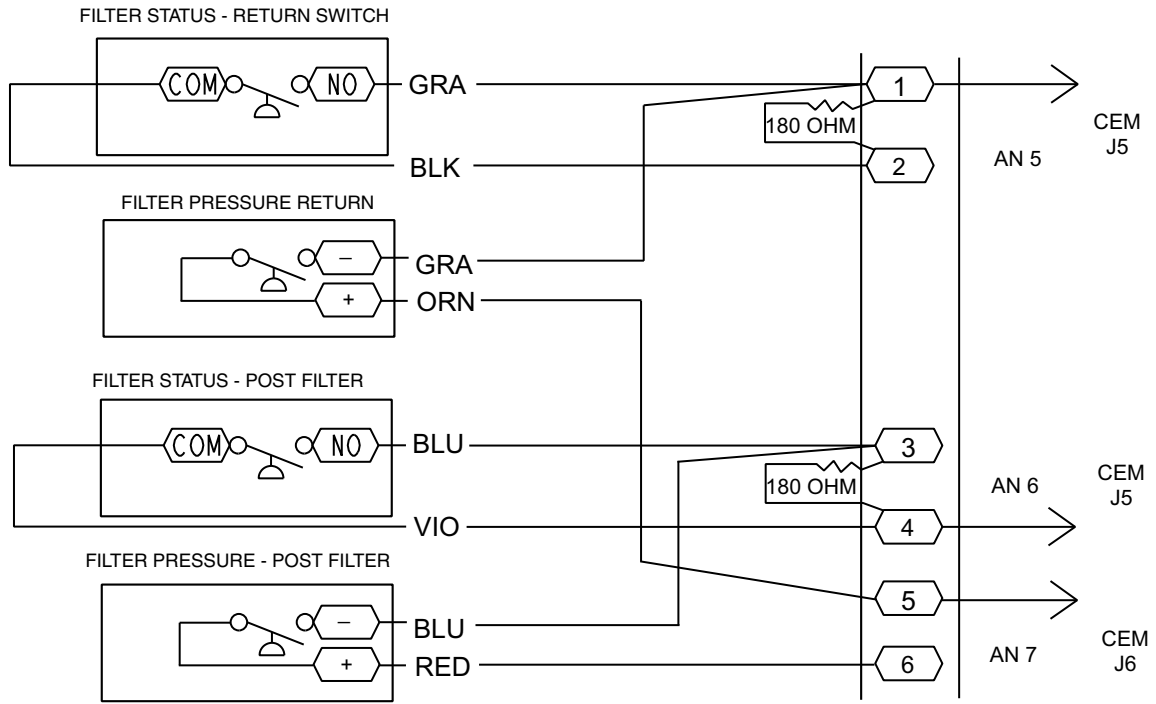 FILTER STATUS - RETURN SWITCH
COM NO GRA
1
180 OHM
CEM
J5
AN 5
BLK
2
FILTER PRESSURE RETURN
− GRA
+ ORN
FILTER STATUS - POST FILTER
COM NO BLU
3
180 OHM
AN 6
CEM
J5
VIO
4
FILTER PRESSURE - POST FILTER
5
− BLU
+ RED
6
AN 7
CEM
J6